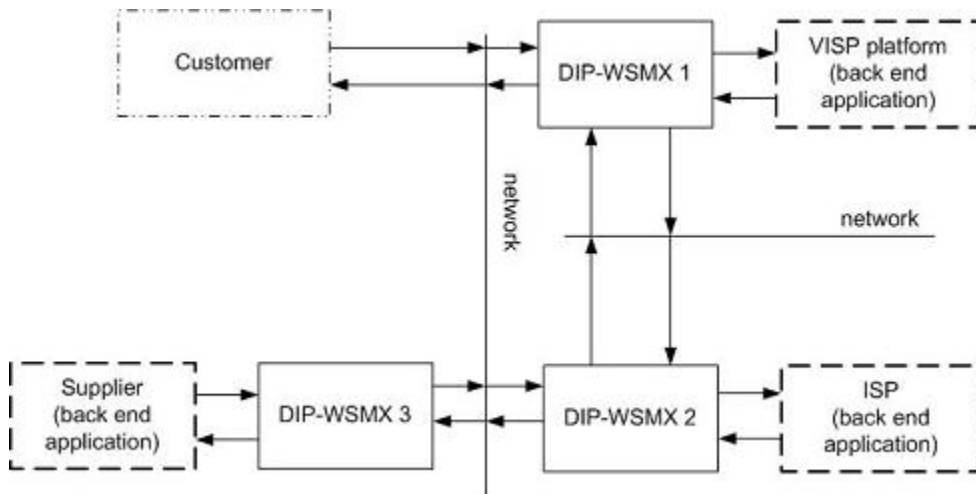 Customer
DIP-WSMX 1
VISP platform
(back end
application)
network
network
Supplier
(back end
application)
DIP-WSMX 3
DIP-WSMX 2
ISP
(back end
application)